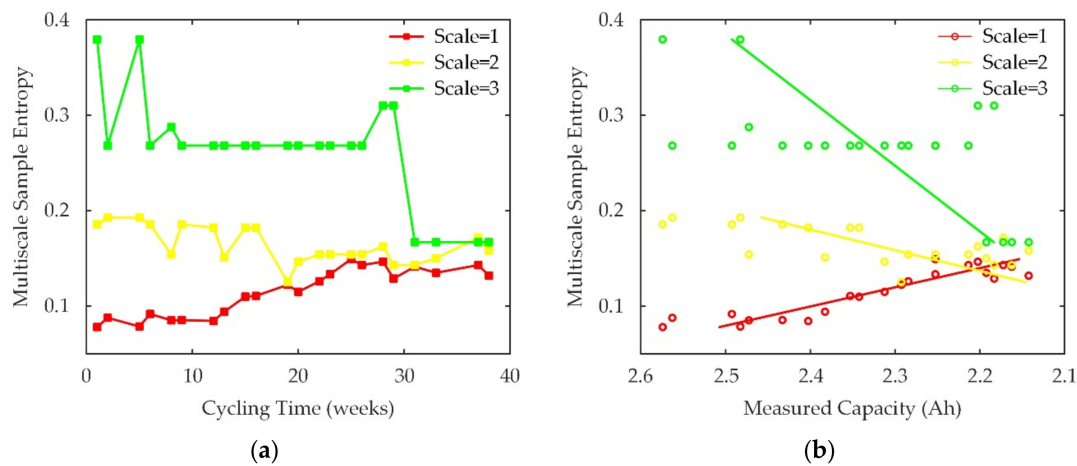 0.4
0.3
0.2
0.1
Multiscale Sample Entropy
Scale=1
Scale=2
Scale=3
0
10
20
30
40
Cycling Time (weeks)
(a)
0.4
0.3
0.2
0.1
Multiscale Sample Entropy
Scale=1
Scale=2
Scale=3
2.6
2.5
2.4
2.3
2.2
2.1
Measured Capacity (Ah)
(b)